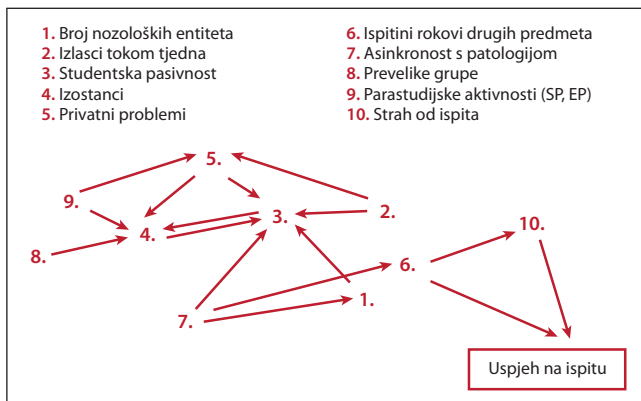 1. Broj nozoloških entiteta
2. Izlasci tokom tjedna
3. Studentska pasivnost
4. Izostanci
5. Privatni problemi
6. Ispitini rokovi drugih predmeta
7. Asinkronost s patologijom
8. Prevelike grupe
9. Parastudijske aktivnosti (SP, EP)
10. Strah od ispita
5.
9.
3.
2.
4.
10.
8.
6.
1.
7.
Uspjeh na ispitu